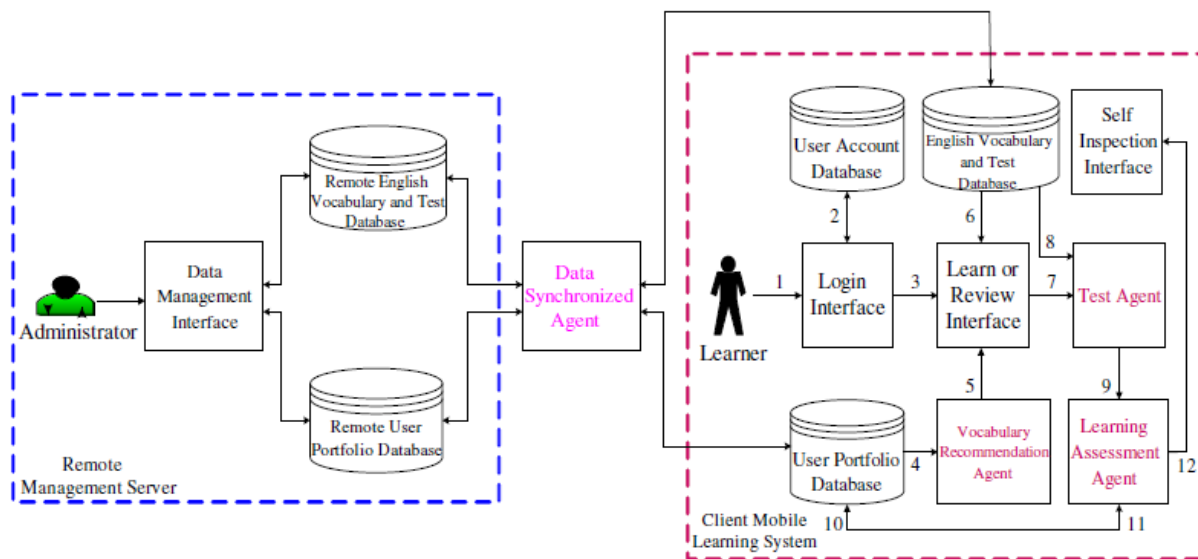 Remote English
Vocabulary and Test
Database
Data
Management
Interface
Administrator
Remote User
Portfolio Database
Remote
Management Server
Data
Synchronized
Agent
User Account
Database
English Vocabulary
and Test
Database
Self
Inspection
Interface
2
6
8
1
Login
Interface
3
Learn or
Review
Interface
7
Test Agent
Learner
5
9
User Portfolio
Database
4
Vocabulary
Recommendation
Agent
Learning
Assessment
Agent
12
10
11
Client Mobile
Learning System